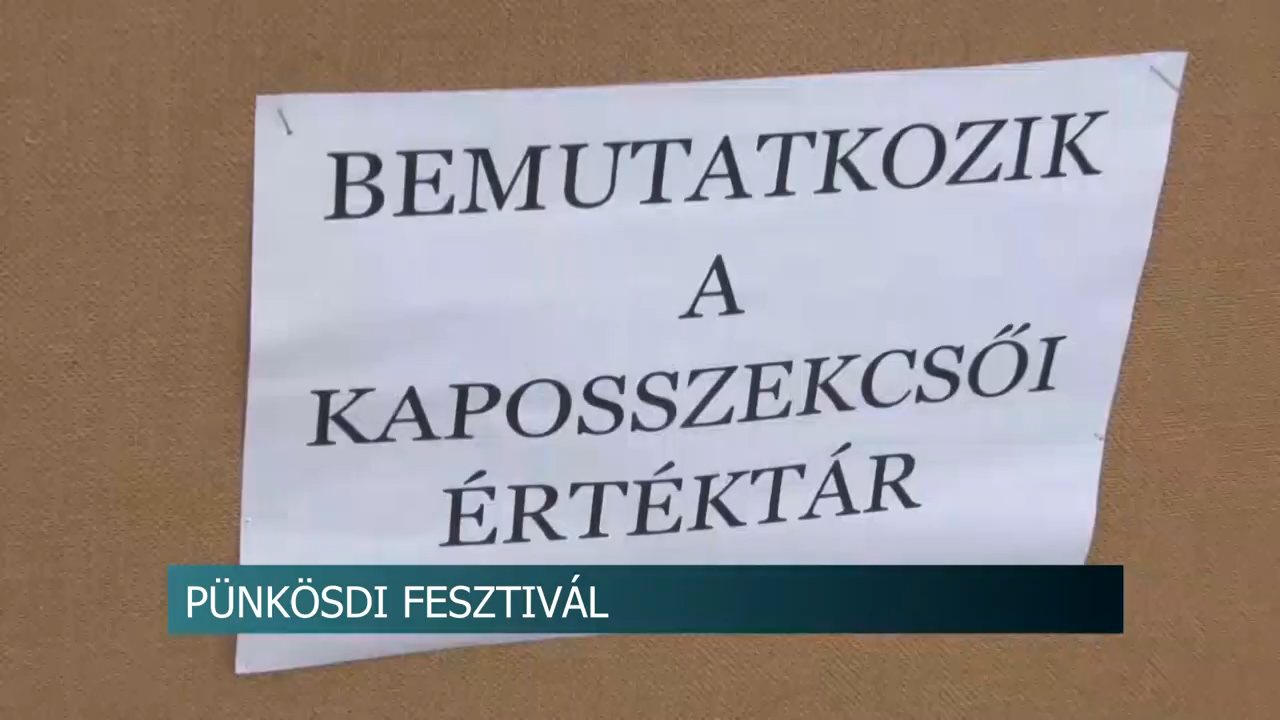 BEMUTATKOZIK
A
KAPOSSZEKCSŐI
ÉRTÉKTÁR
PÜNKÖSDI FESZTIVÁL